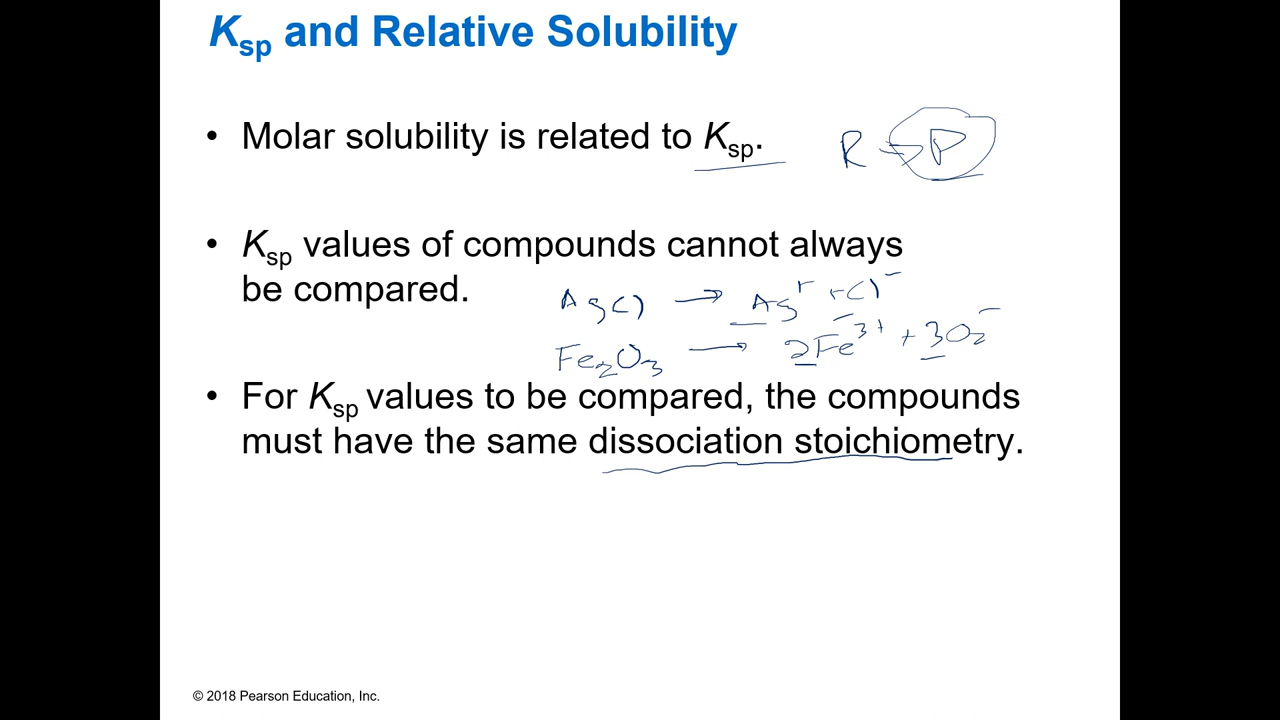 Ksp and Relative Solubility
• Molar solubility is related to Ksp.
R ⇒ P
• Ksp values of compounds cannot always
be compared.
AgCl → Ag⁺ + Cl⁻
Fe₂O₃ → 2Fe³⁺ + 3O₂⁻
• For Ksp values to be compared, the compounds
must have the same dissociation stoichiometry.
© 2018 Pearson Education, Inc.